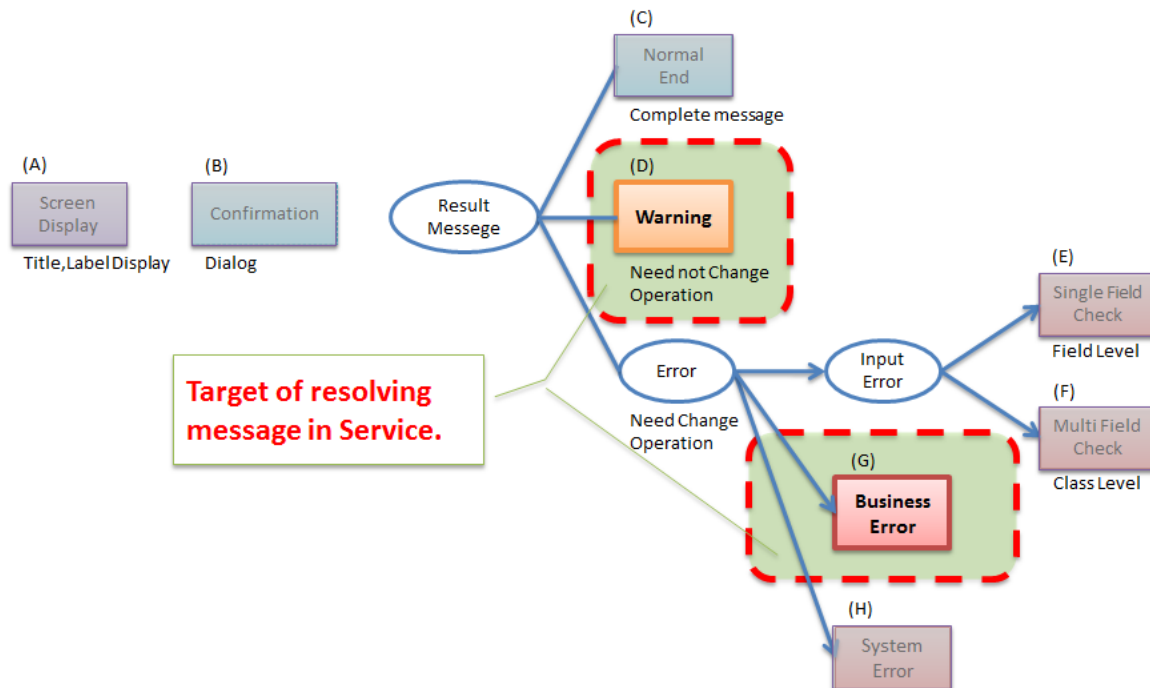 (C)
Normal
End
Complete message
(A)
Screen
Display
Title,Label Display
(B)
Confirmation
Dialog
Result
Messege
(D)
Warning
Need not Change
Operation
(E)
Single Field
Check
Field Level
Target of resolving
message in Service.
Error
Need Change
Operation
Input
Error
(F)
Multi Field
Check
Class Level
(G)
Business
Error
(H)
System
Error